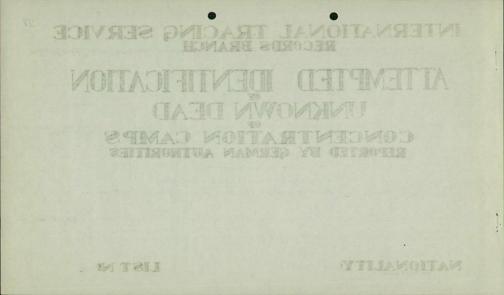 INTERNATIONAL TRACING SERVICE
RECORDS BRANCH
ATTEMPTED IDENTIFICATION
OF
UNKNOWN DEAD
OF
CONCENTRATION CAMPS
REPORTED BY GERMAN AUTHORITIES
NATIONALITY LIST Nº